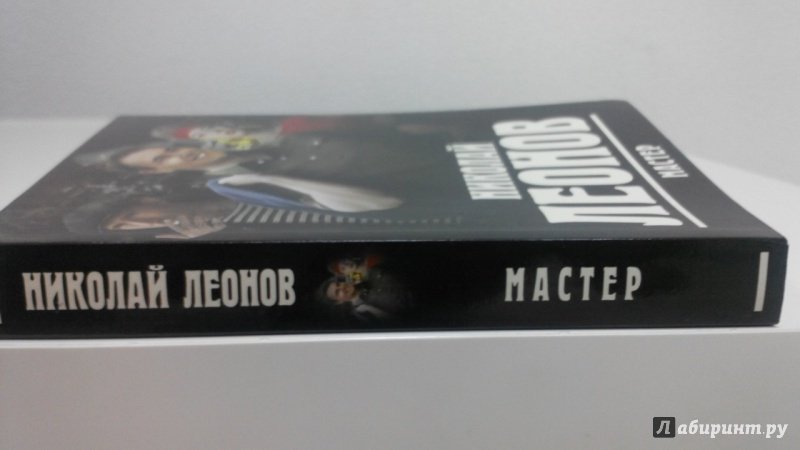 НИКОЛАЙ
ЛЕОНОВ
МАСТЕР
НИКОЛАЙ ЛЕОНОВ
МАСТЕР
Лабиринт.ру